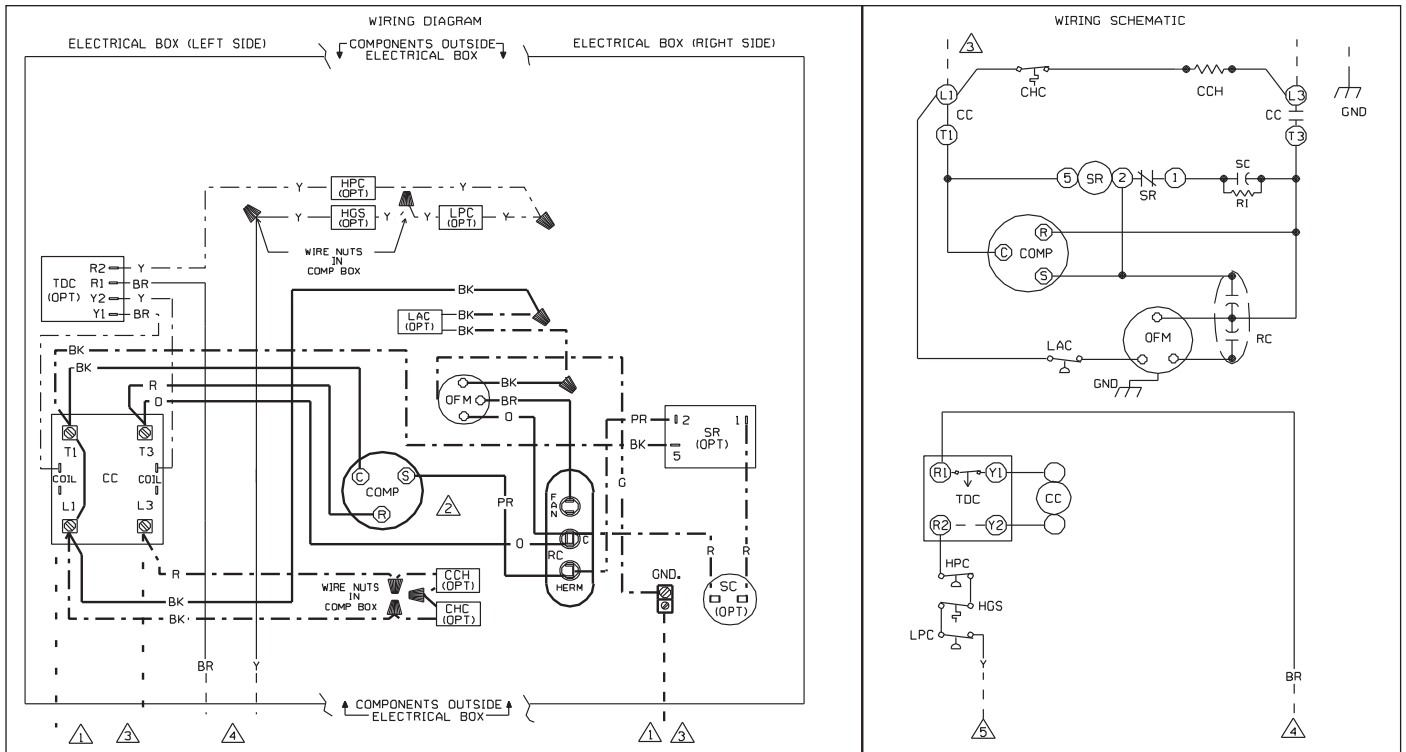 WIRING DIAGRAM
ELECTRICAL BOX (LEFT SIDE)
COMPONENTS OUTSIDE
ELECTRICAL BOX
ELECTRICAL BOX (RIGHT SIDE)
Y
HPC
(OPT)
Y
Y
HGS
(OPT)
Y
Y
LPC
(OPT)
Y
WIRE NUTS
IN
COMP BOX
TDC
(OPT)
R2
Y
R1
BR
Y2
Y
Y1
BR
BK
LAC
(OPT)
BK
BK
BK
BK
R
O
OFM
BK
BR
O
PR
2
1
SR
(OPT)
BK
5
T1
T3
CC
COIL
COIL
L1
L3
C
S
COMP
R
2
PR
G
FAN
C
O
RC
HERM
R
R
R
WIRE NUTS
IN
COMP BOX
CCH
(OPT)
CHC
(OPT)
BK
BK
GND.
SC
(OPT)
BR
Y
COMPONENTS OUTSIDE
ELECTRICAL BOX
1
3
4
1
3
WIRING SCHEMATIC
3
CHC
CCH
L1
CC
T1
L3
CC
T3
GND
5
SR
2
SR
1
SC
R1
R
C
COMP
S
OFM
RC
LAC
GND
R1
Y1
TDC
CC
R2
Y2
HPC
HGS
LPC
Y
BR
5
4